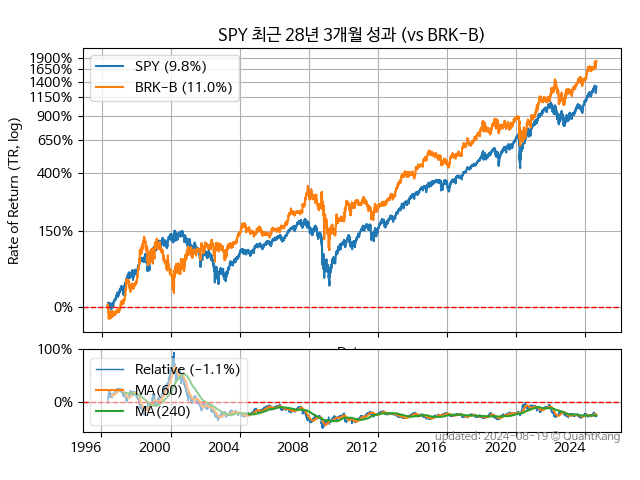 SPY 최근 28년 3개월 성과 (vs BRK-B)
Rate of Return (TR, log)
1900%
1650%
1400%
1150%
900%
650%
400%
150%
0%
SPY (9.8%)
BRK-B (11.0%)
100%
0%
Relative (-1.1%)
MA(60)
MA(240)
1996 2000 2004 2008 2012 2016 2020 2024
updated: 2024-08-19 © QuantKang